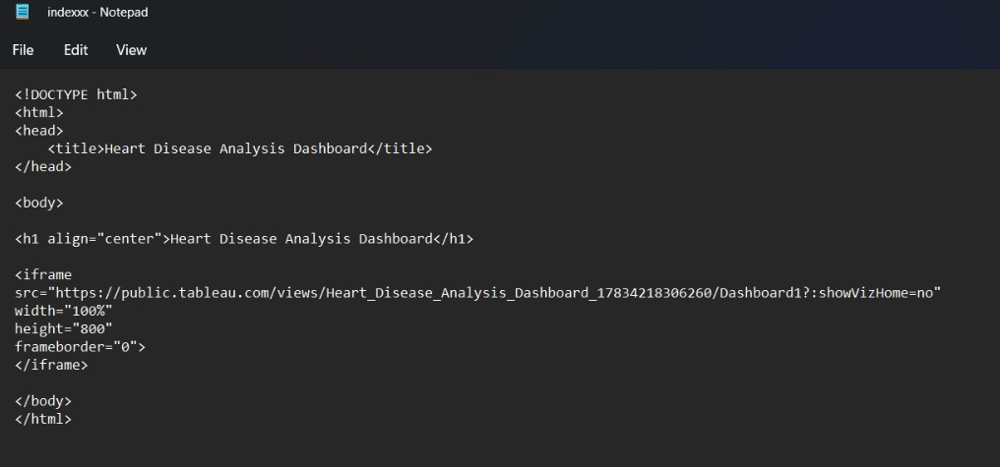 indexxx - Notepad
File Edit View
<!DOCTYPE html>
<html>
<head>
    <title>Heart Disease Analysis Dashboard</title>
</head>
<body>
<h1 align="center">Heart Disease Analysis Dashboard</h1>
<iframe
src="https://public.tableau.com/views/Heart_Disease_Analysis_Dashboard_17834218306260/Dashboard1?:showVizHome=no"
width="100%"
height="800"
frameborder="0">
</iframe>
</body>
</html>